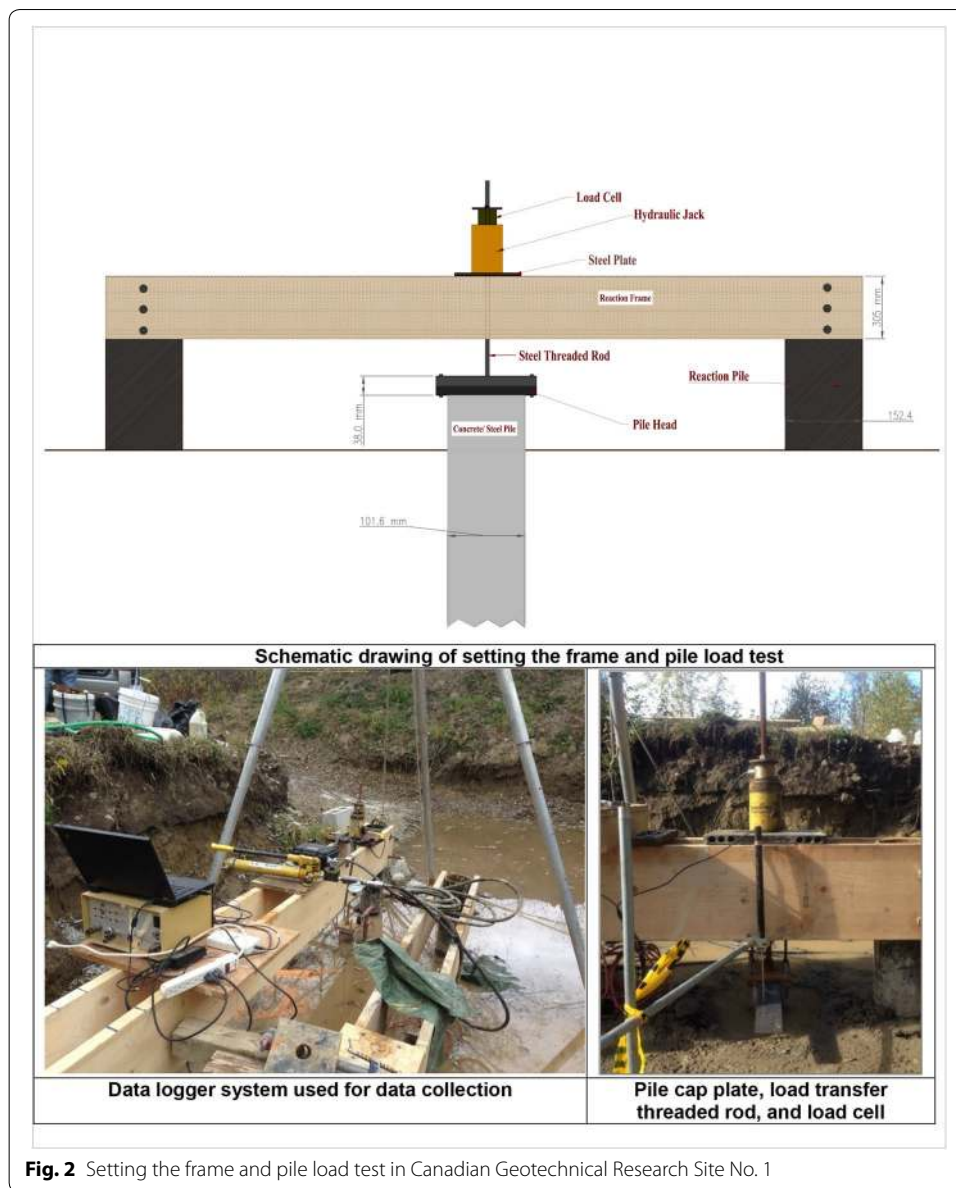 Load Cell
Hydraulic Jack
Steel Plate
Reaction Frame
305 mm
Steel Threaded Rod
Reaction Pile
38.0 mm
152.4
Concrete/ Steel Pile
Pile Head
101.6 mm
Schematic drawing of setting the frame and pile load test
Data logger system used for data collection
Pile cap plate, load transfer
threaded rod, and load cell
Fig. 2 Setting the frame and pile load test in Canadian Geotechnical Research Site No. 1